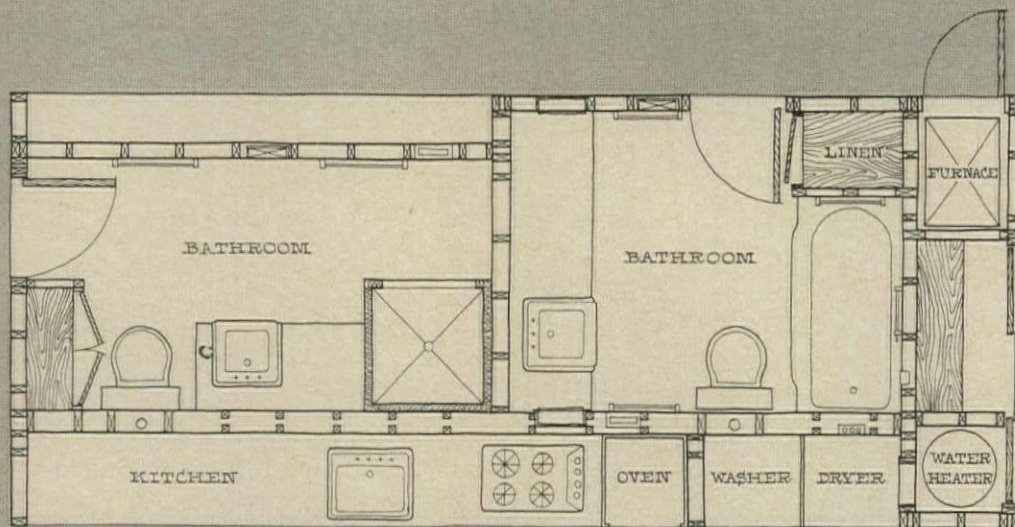 LINEN
FURNACE
BATHROOM
BATHROOM
KITCHEN
OVEN
WASHER
DRYER
WATER
HEATER